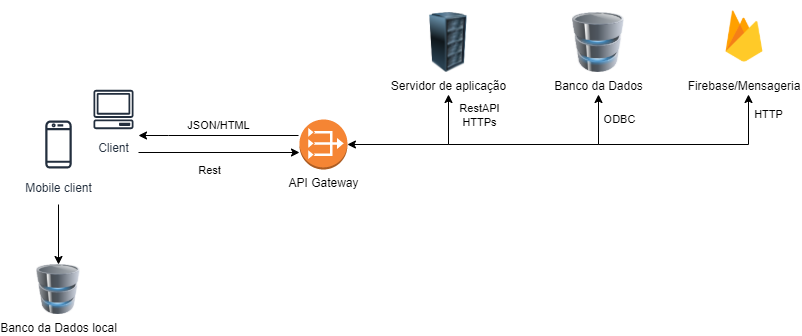 Servidor de aplicação
Banco da Dados
Firebase/Mensageria
RestAPI
HTTPs
ODBC
HTTP
JSON/HTML
Client
Rest
Mobile client
API Gateway
Banco da Dados local